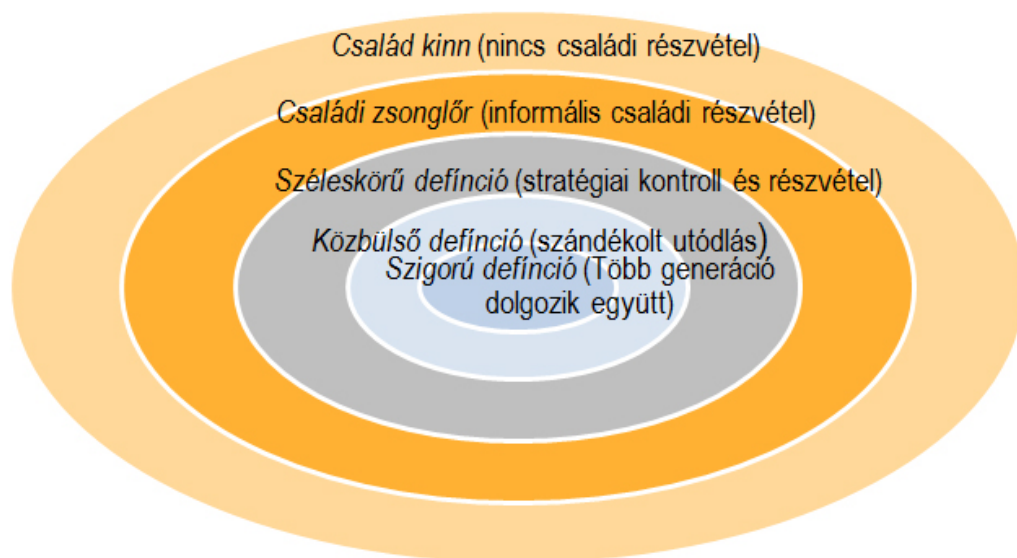 Család kinn (nincs családi részvétel)
Családi zsonglőr (informális családi részvétel)
Széleskörű defínció (stratégiai kontroll és részvétel)
Közbülső defínció (szándékolt utódlás)
Szigorú defínció (Több generáció
dolgozik együtt)